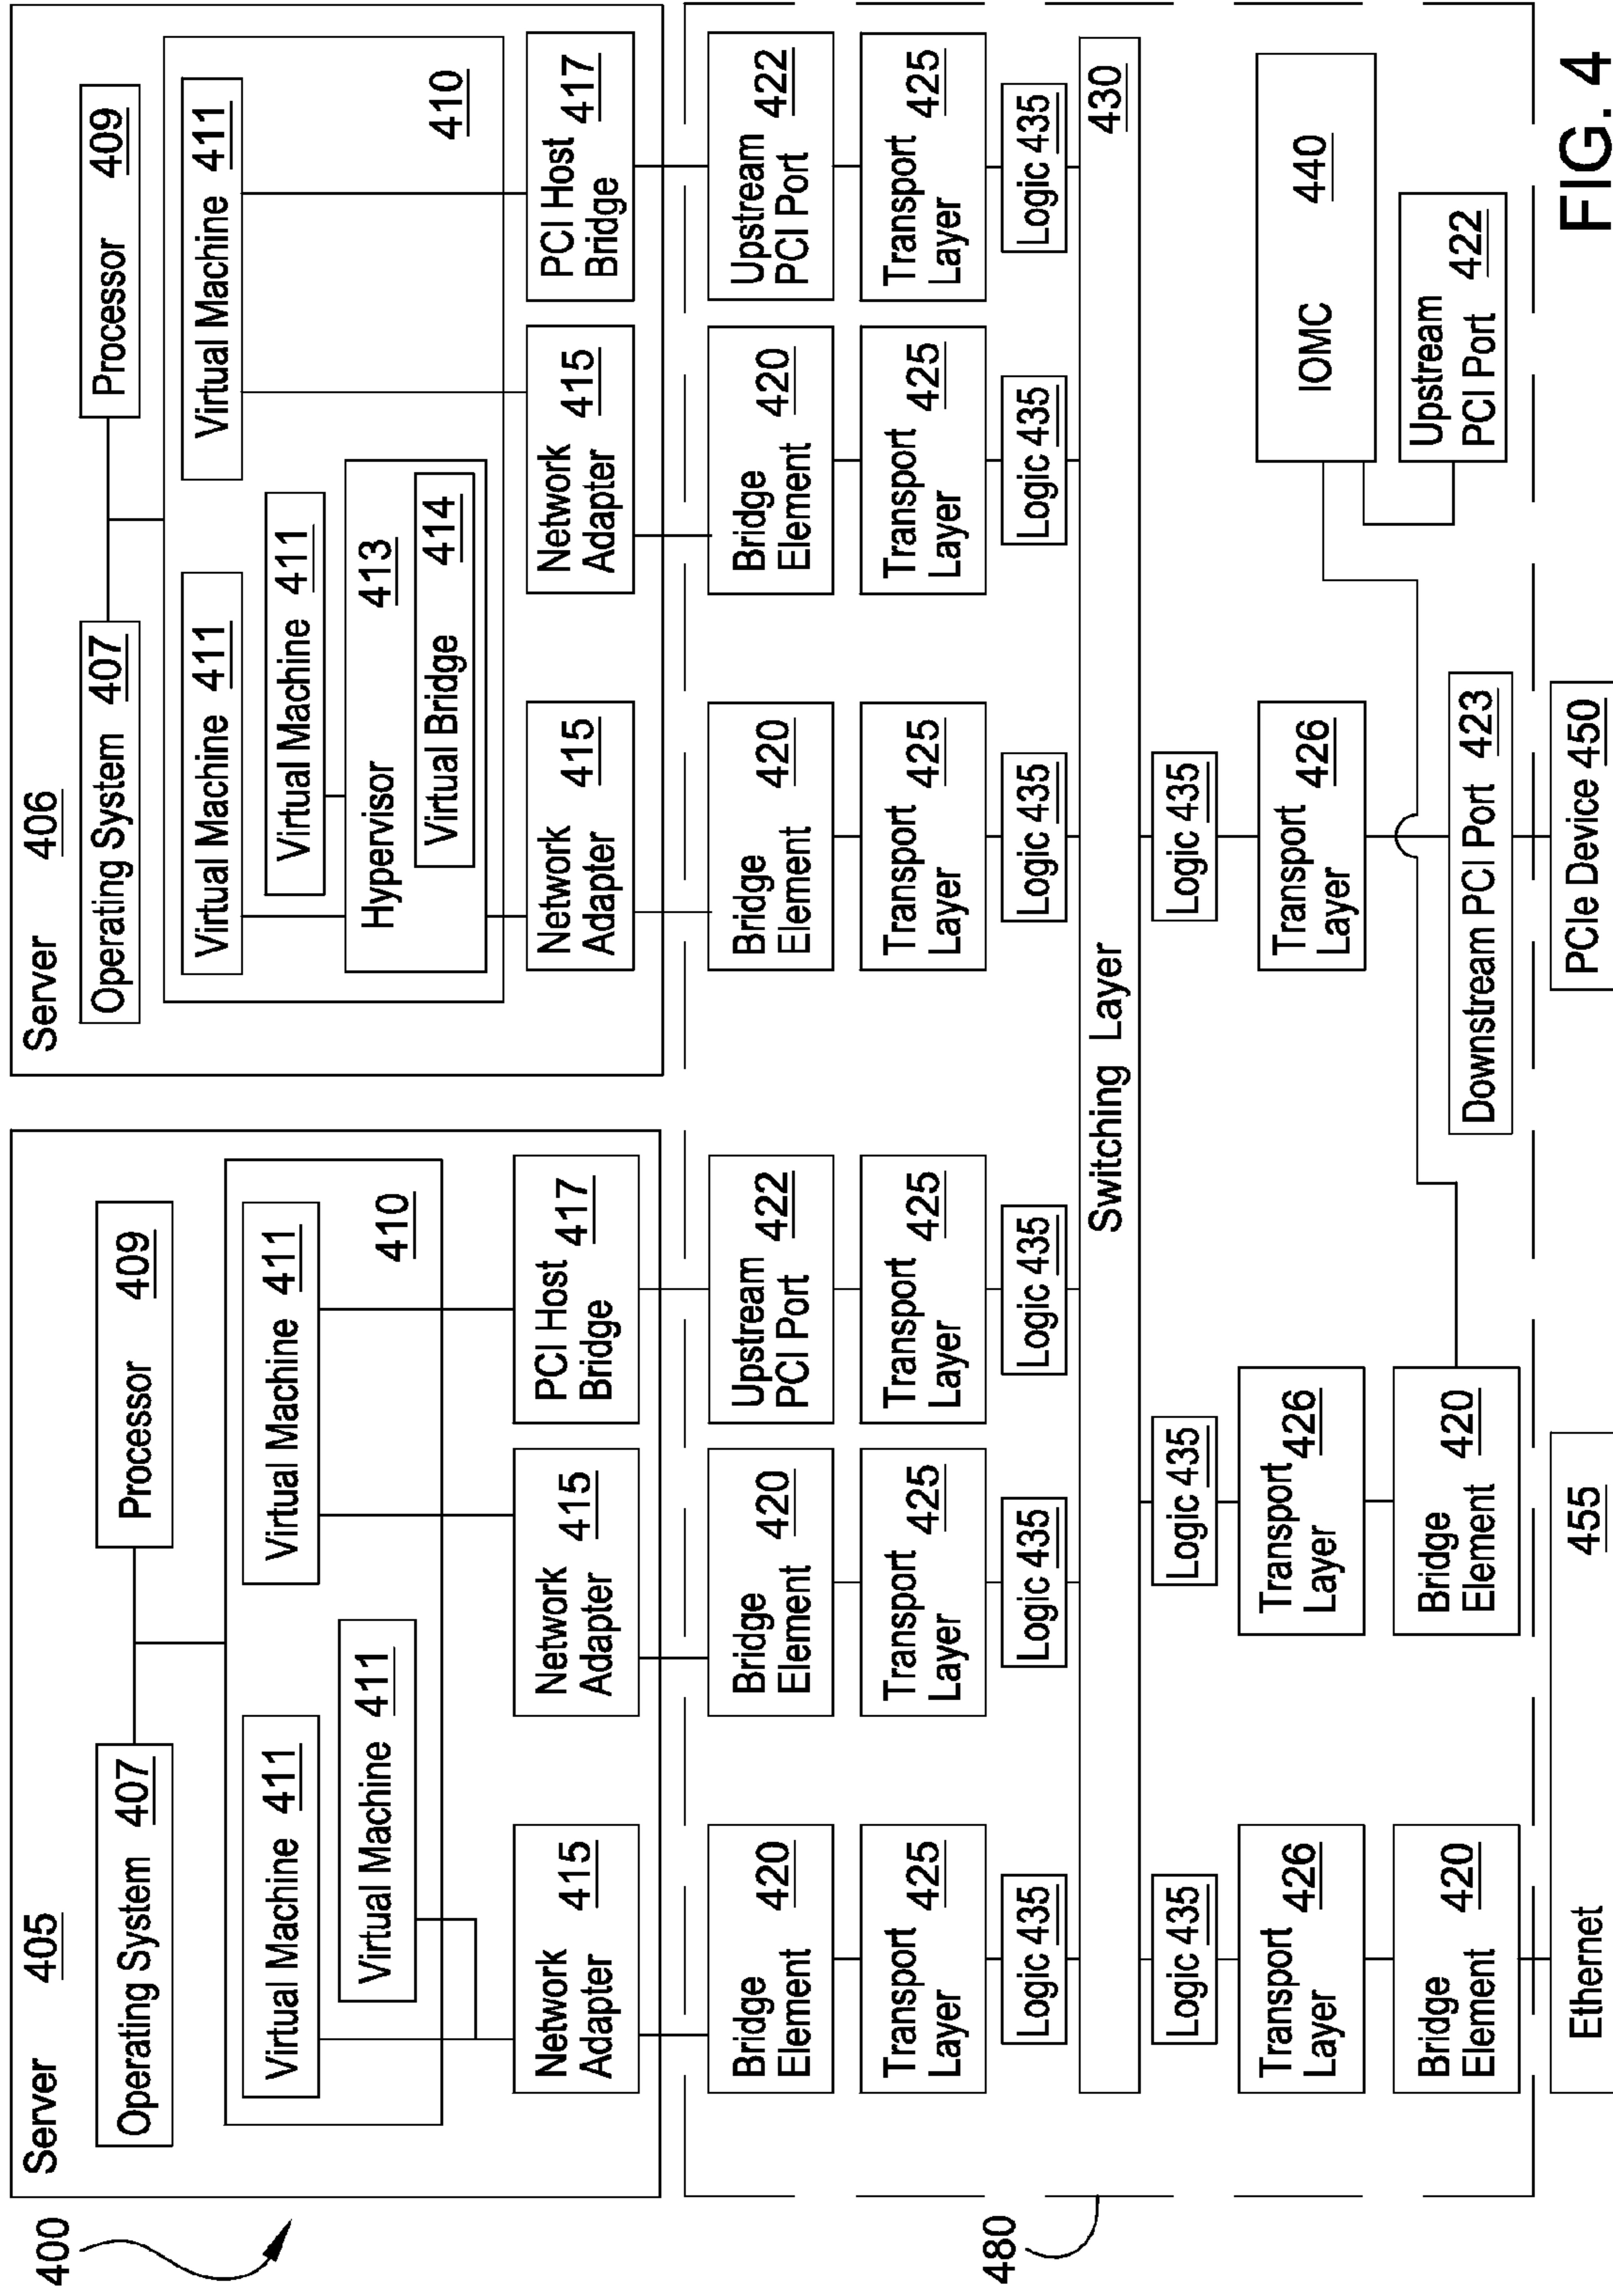 400
Server 405
Operating System 407
Processor 409
Virtual Machine 411
Virtual Machine 411
Virtual Machine 411
410
Network
Adapter 415
Network
Adapter 415
PCI Host
Bridge 417
Server 406
Operating System 407
Processor 409
Virtual Machine 411
Virtual Machine 411
Virtual Machine 411
Hypervisor 413
Virtual Bridge 414
410
Network
Adapter 415
Network
Adapter 415
PCI Host
Bridge 417
480
Bridge
Element 420
Bridge
Element 420
Upstream
PCI Port 422
Bridge
Element 420
Bridge
Element 420
Upstream
PCI Port 422
Transport
Layer 425
Transport
Layer 425
Transport
Layer 425
Transport
Layer 425
Transport
Layer 425
Transport
Layer 425
Logic 435
Logic 435
Logic 435
Logic 435
Logic 435
Logic 435
Switching Layer 430
Logic 435
Logic 435
Logic 435
Transport
Layer 426
Transport
Layer 426
Transport
Layer 426
IOMC 440
Bridge
Element 420
Bridge
Element 420
Downstream PCI Port 423
Upstream
PCI Port 422
Ethernet 455
PCIe Device 450
FIG. 4